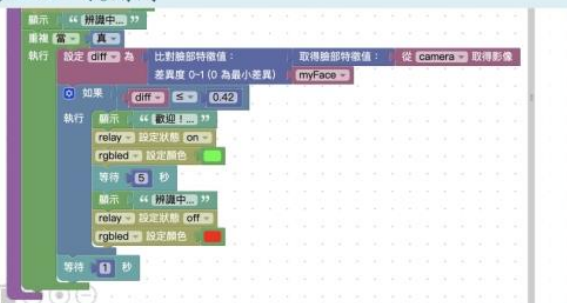 顯示 “ 辨識中... ”
重複 當 真
執行 設定 diff 為 比對臉部特徵值: 取得臉部特徵值: 從 camera 取得影像
差異度 0~1 (0 為最小差異) myFace
如果 diff ≤ 0.42
執行 顯示 “ 歡迎!... ”
relay 設定狀態 on
rgbled 設定顏色
等待 5 秒
顯示 “ 辨識中... ”
relay 設定狀態 off
rgbled 設定顏色
等待 1 秒